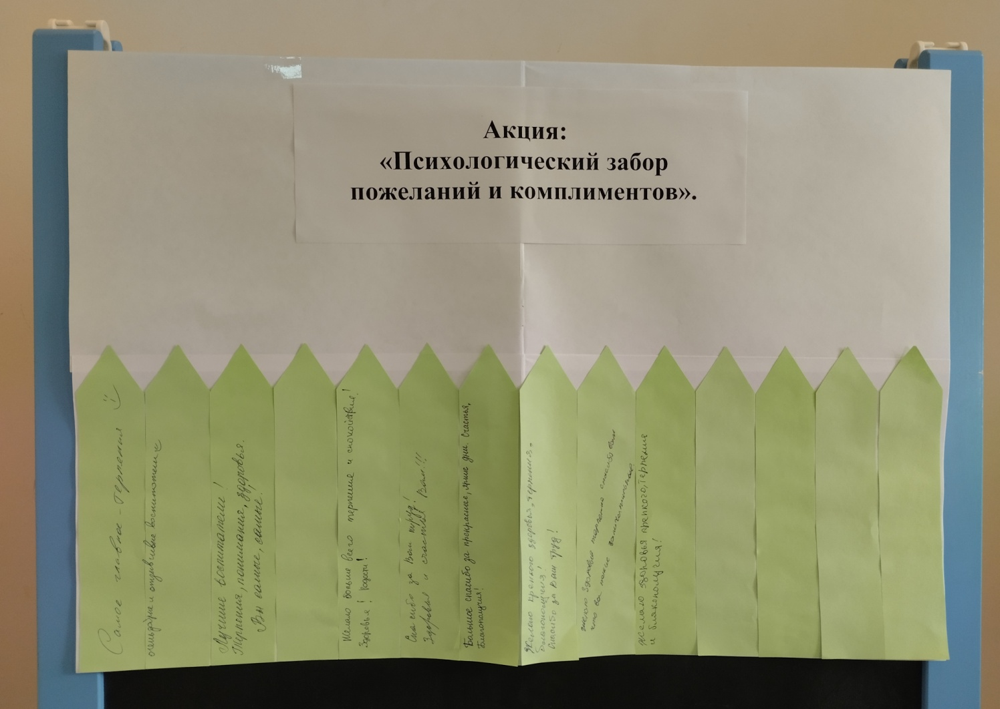 Акция:
«Психологический забор
пожеланий и комплиментов».
Самое главное - Терпения
очень добрые и отзывчивые воспитатели
Лучшие воспитатели!
Терпения, понимания, здоровья.
Вы самые, самые!
Желаю больше всего терпения и спокойствия!
Здоровья! Радости!
Спасибо за Ваш труд!
Здоровья и счастья Вам!!!
Большое спасибо за прекрасные, яркие дни. Счастья,
Благополучия!
Желаю крепкого здоровья, терпения,
благополучия!
Спасибо за Ваш труд!
желаю здоровья терпения спасибо вам
что вы такие
Желаю здоровья крепкого, терпения
и благополучия!